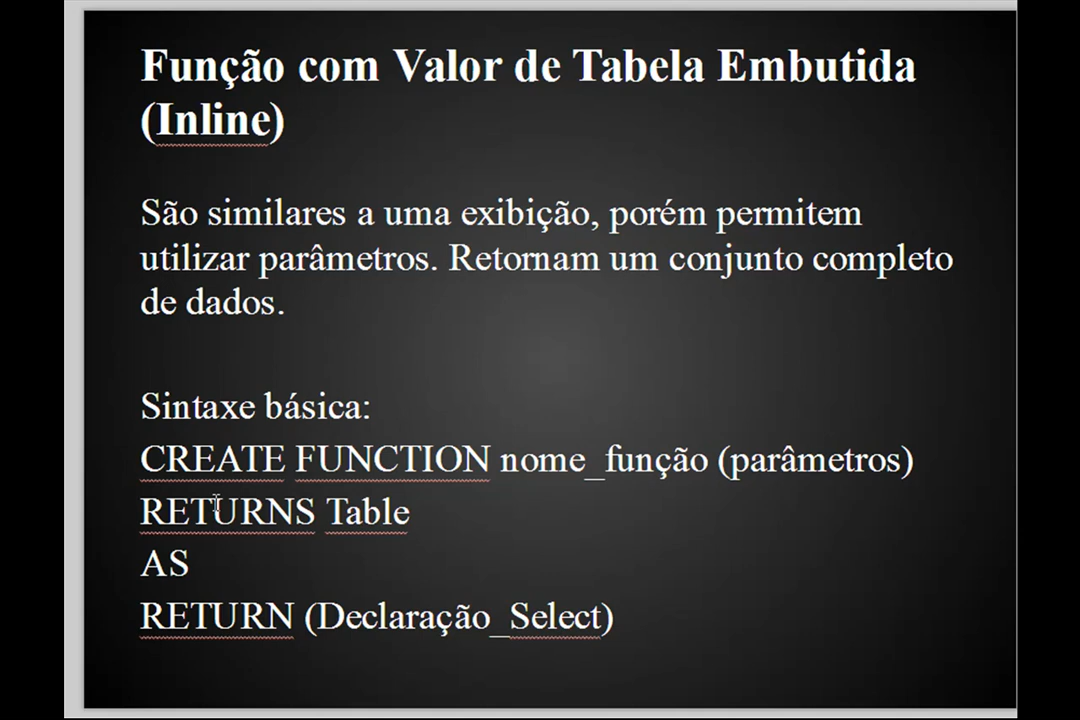 Função com Valor de Tabela Embutida
(Inline)
São similares a uma exibição, porém permitem
utilizar parâmetros. Retornam um conjunto completo
de dados.
Sintaxe básica:
CREATE FUNCTION nome_função (parâmetros)
RETURNS Table
AS
RETURN (Declaração_Select)